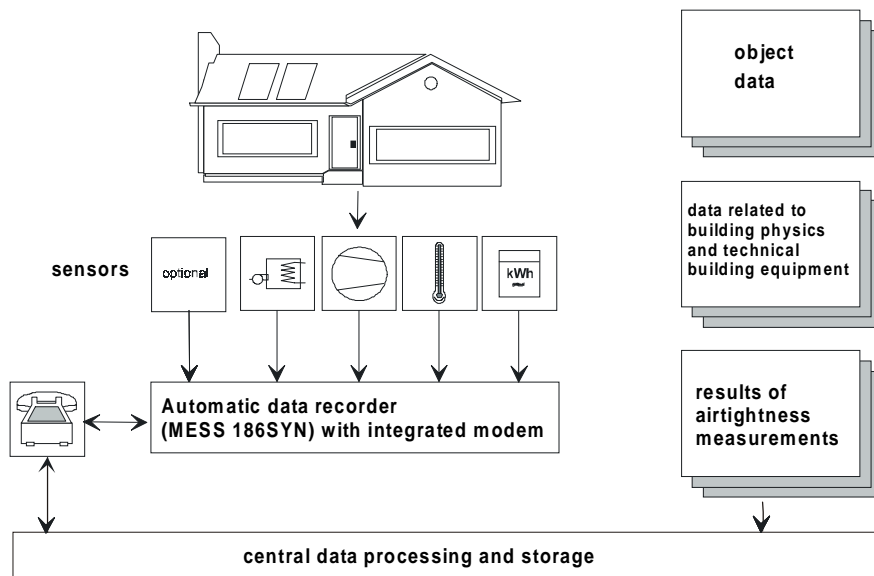 object
data
data related to
building physics
and technical
building equipment
sensors
optional
kWh
Automatic data recorder
(MESS 186SYN) with integrated modem
results of
airtightness
measurements
central data processing and storage